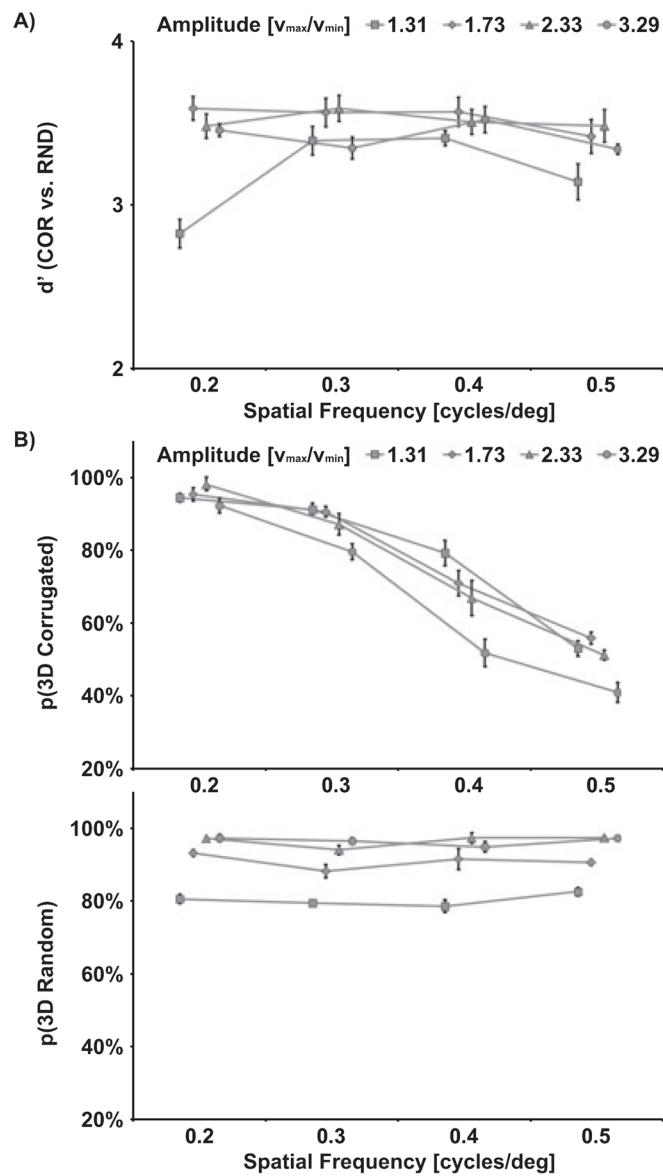 A)
Amplitude [vmax/vmin] 1.31 1.73 2.33 3.29
4
3
2
d' (COR vs. RND)
0.2 0.3 0.4 0.5
Spatial Frequency [cycles/deg]
B)
Amplitude [vmax/vmin] 1.31 1.73 2.33 3.29
100%
80%
60%
40%
20%
p(3D Corrugated)
0.2 0.3 0.4 0.5
100%
80%
60%
40%
20%
p(3D Random)
0.2 0.3 0.4 0.5
Spatial Frequency [cycles/deg]